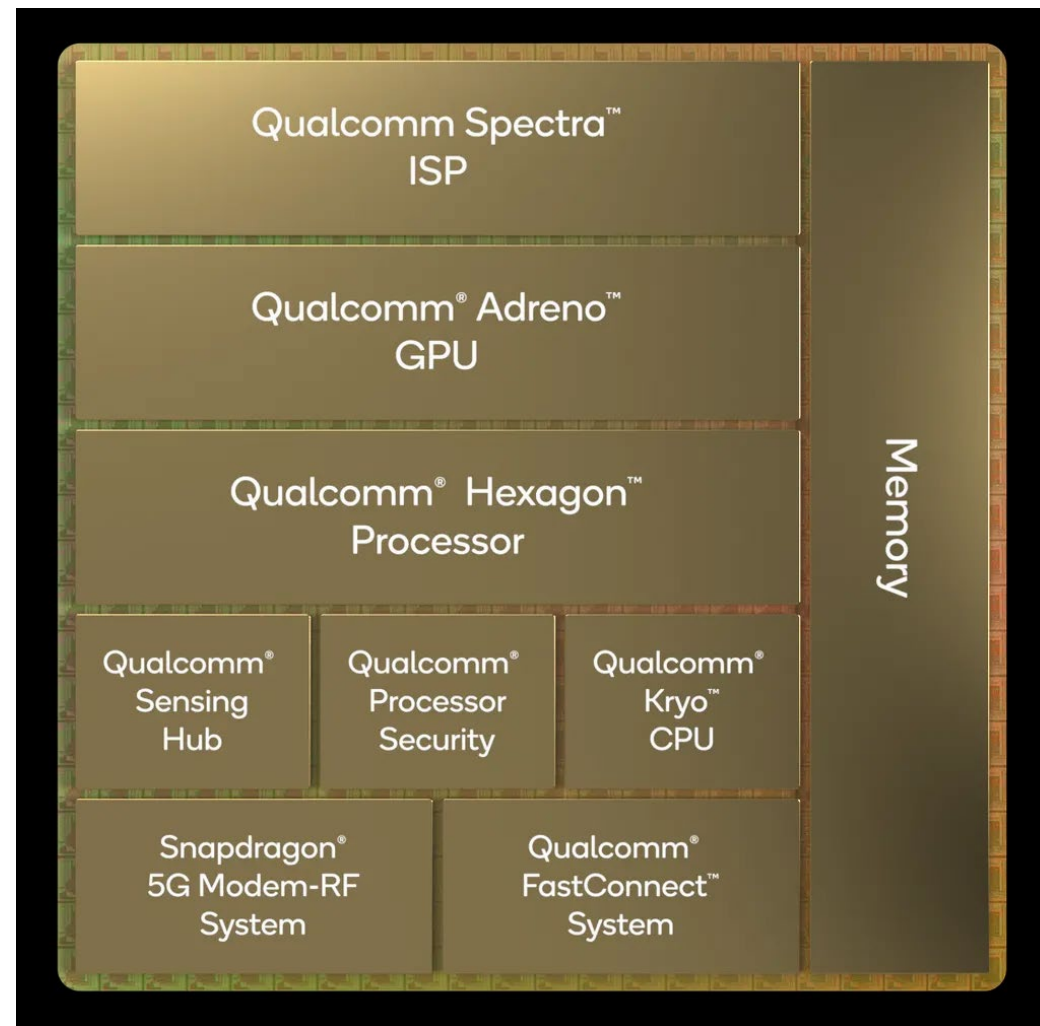 Qualcomm Spectra™
ISP
Qualcomm® Adreno™
GPU
Qualcomm® Hexagon™
Processor
Qualcomm®
Sensing
Hub
Qualcomm®
Processor
Security
Qualcomm®
Kryo™
CPU
Snapdragon®
5G Modem-RF
System
Qualcomm®
FastConnect™
System
Memory